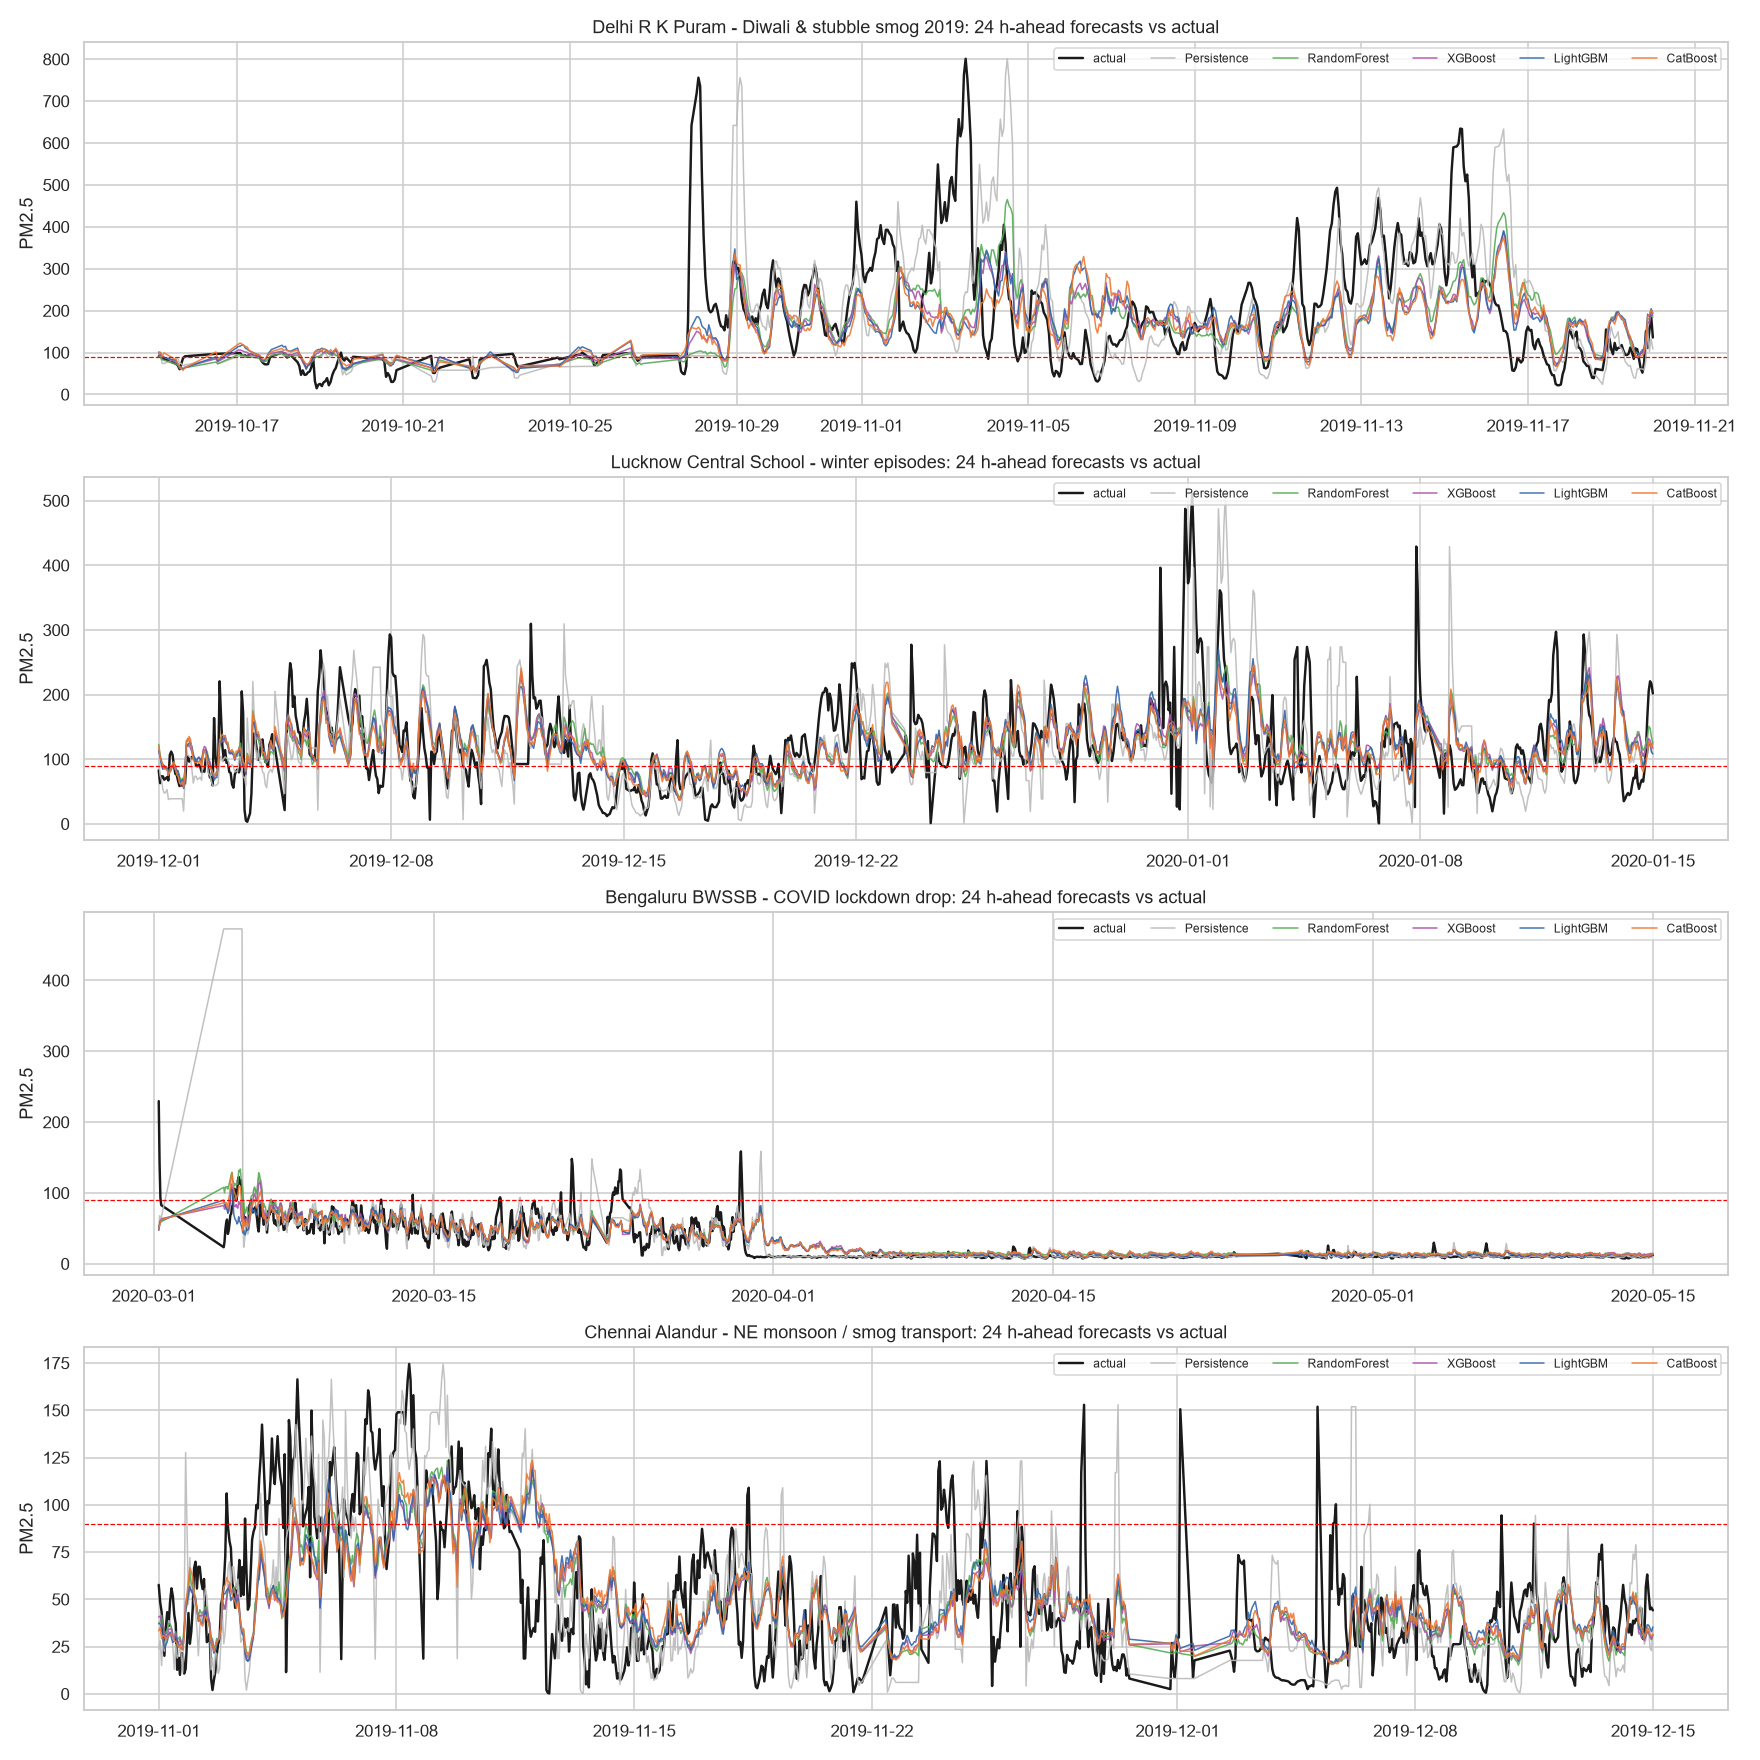 Delhi R K Puram - Diwali & stubble smog 2019: 24 h-ahead forecasts vs actual
actual Persistence RandomForest XGBoost LightGBM CatBoost
800
700
600
500
400
300
200
100
0
PM2.5
2019-10-17 2019-10-21 2019-10-25 2019-10-29 2019-11-01 2019-11-05 2019-11-09 2019-11-13 2019-11-17 2019-11-21
Lucknow Central School - winter episodes: 24 h-ahead forecasts vs actual
actual Persistence RandomForest XGBoost LightGBM CatBoost
500
400
300
200
100
0
PM2.5
2019-12-01 2019-12-08 2019-12-15 2019-12-22 2020-01-01 2020-01-08 2020-01-15
Bengaluru BWSSB - COVID lockdown drop: 24 h-ahead forecasts vs actual
actual Persistence RandomForest XGBoost LightGBM CatBoost
400
300
200
100
0
PM2.5
2020-03-01 2020-03-15 2020-04-01 2020-04-15 2020-05-01 2020-05-15
Chennai Alandur - NE monsoon / smog transport: 24 h-ahead forecasts vs actual
actual Persistence RandomForest XGBoost LightGBM CatBoost
175
150
125
100
75
50
25
0
PM2.5
2019-11-01 2019-11-08 2019-11-15 2019-11-22 2019-12-01 2019-12-08 2019-12-15